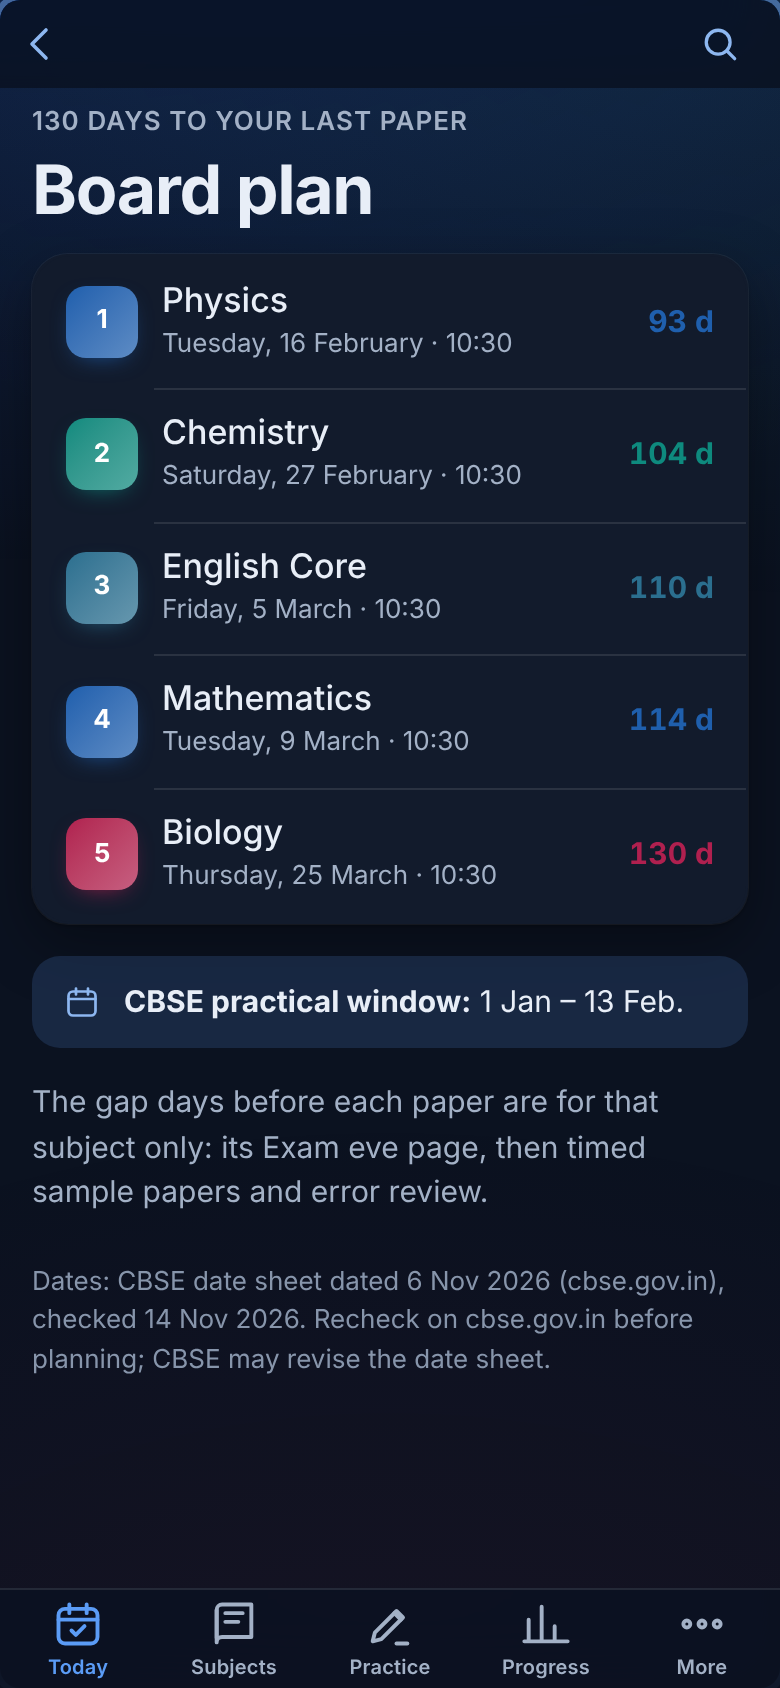 130 DAYS TO YOUR LAST PAPER
Board plan
1
Physics
Tuesday, 16 February · 10:30
93 d
2
Chemistry
Saturday, 27 February · 10:30
104 d
3
English Core
Friday, 5 March · 10:30
110 d
4
Mathematics
Tuesday, 9 March · 10:30
114 d
5
Biology
Thursday, 25 March · 10:30
130 d
CBSE practical window: 1 Jan – 13 Feb.
The gap days before each paper are for that
subject only: its Exam eve page, then timed
sample papers and error review.
Dates: CBSE date sheet dated 6 Nov 2026 (cbse.gov.in),
checked 14 Nov 2026. Recheck on cbse.gov.in before
planning; CBSE may revise the date sheet.
Today
Subjects
Practice
Progress
More